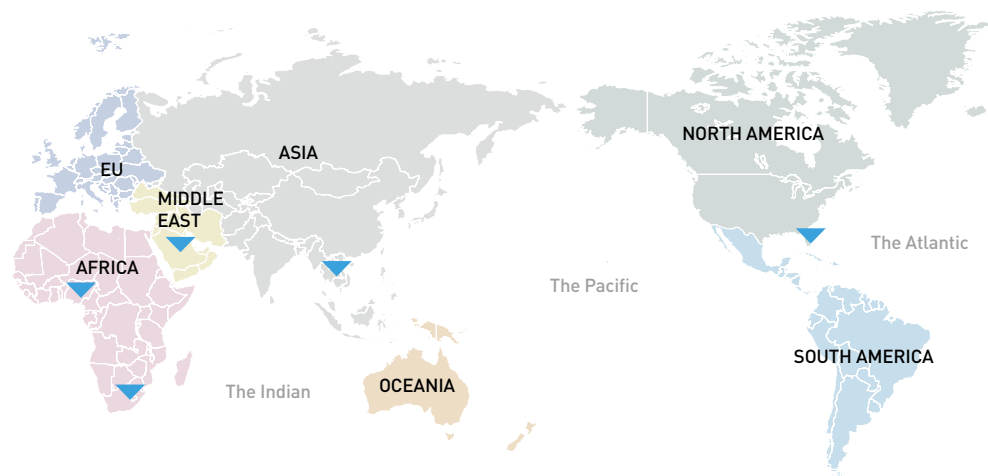 NORTH AMERICA
ASIA
EU
MIDDLE
EAST
The Atlantic
AFRICA
The Pacific
SOUTH AMERICA
OCEANIA
The Indian